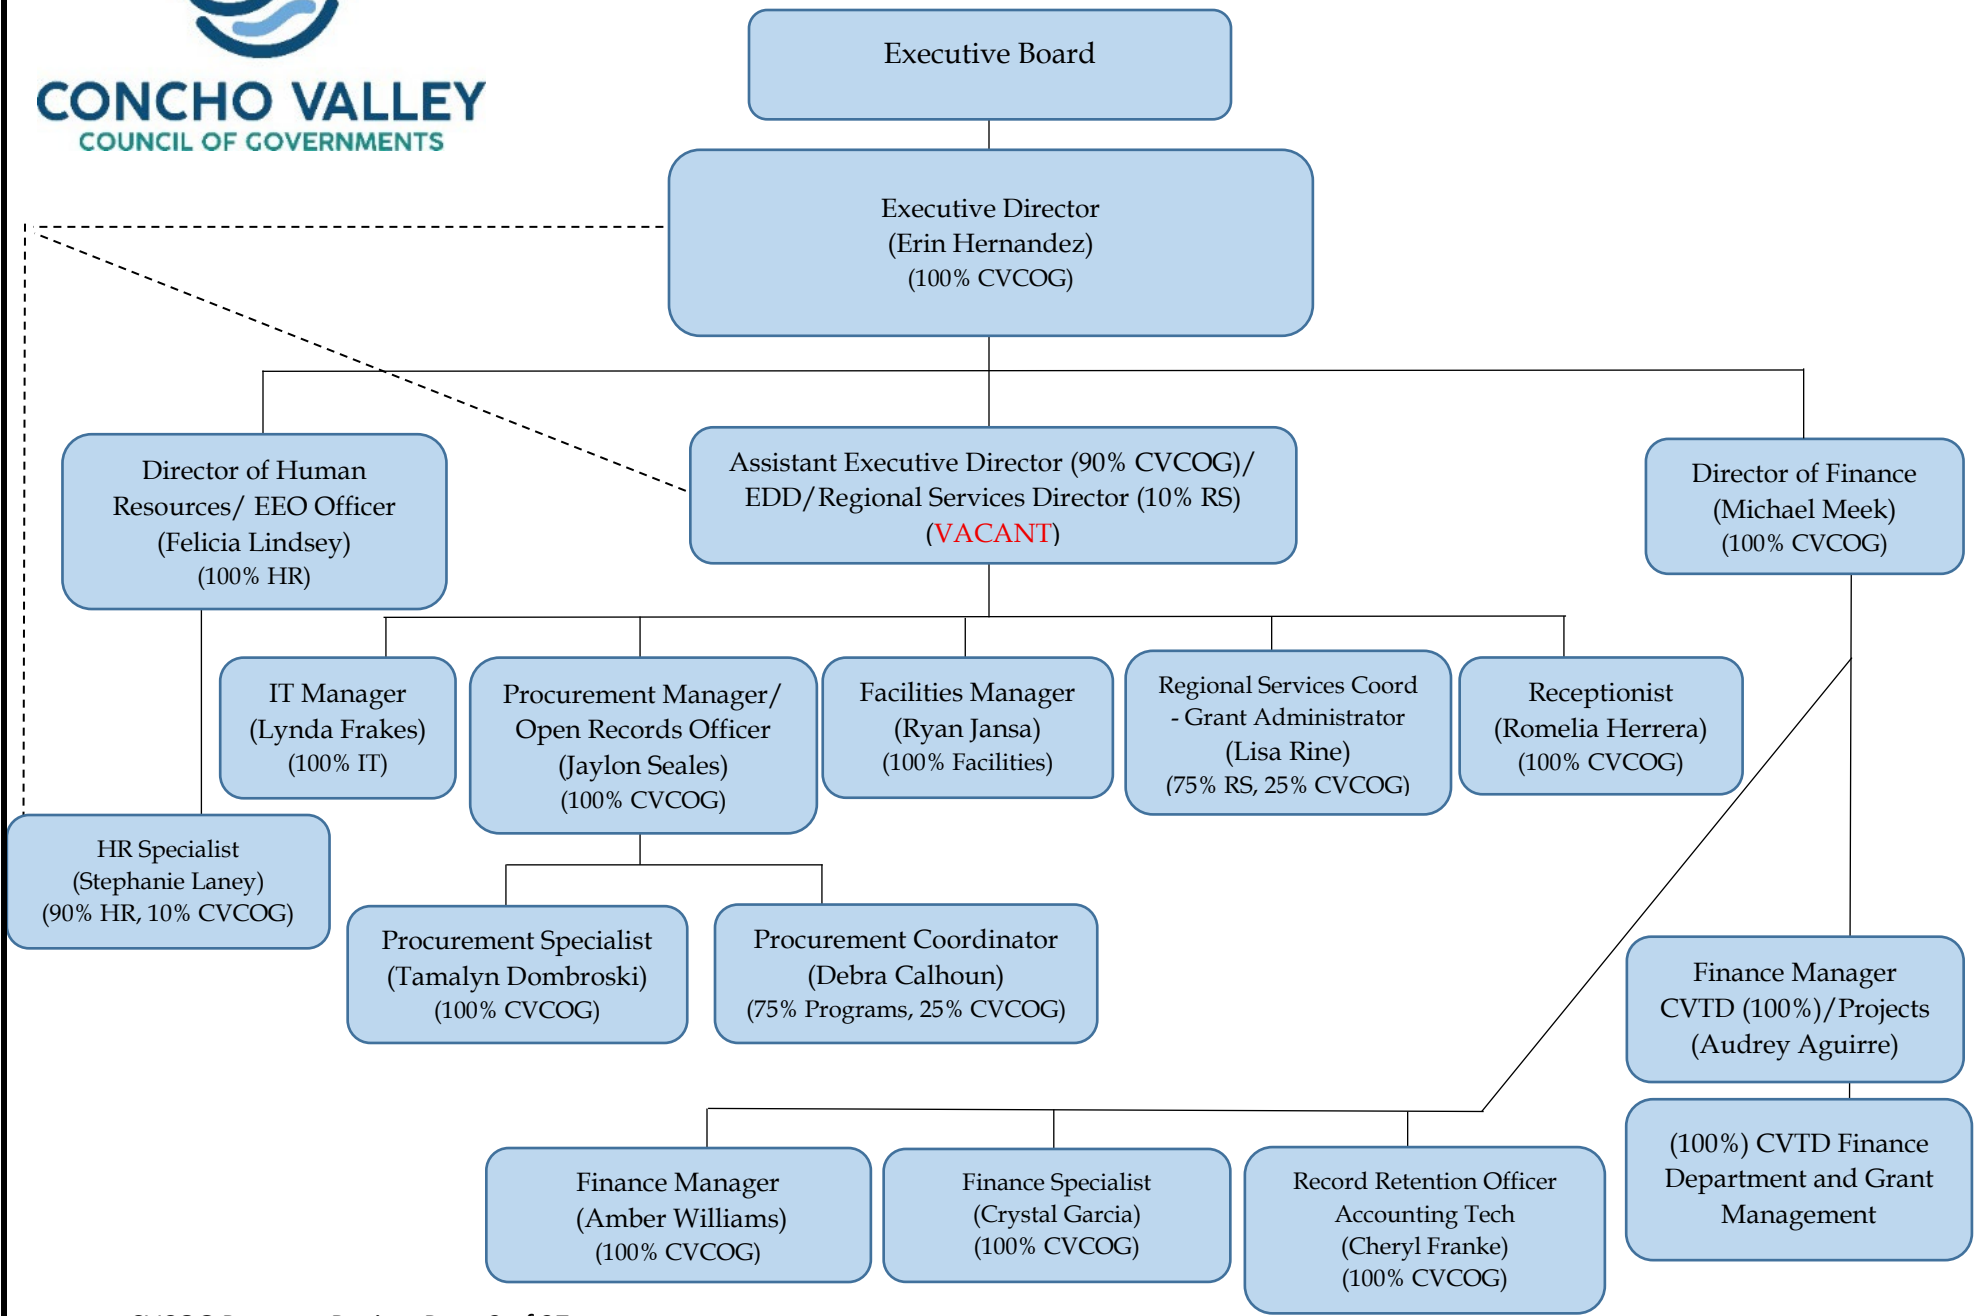 CONCHO VALLEY
COUNCIL OF GOVERNMENTS
Executive Board
Executive Director
(Erin Hernandez)
(100% CVCOG)
Director of Human
Resources/ EEO Officer
(Felicia Lindsey)
(100% HR)
Assistant Executive Director (90% CVCOG)/
EDD/Regional Services Director (10% RS)
(VACANT)
Director of Finance
(Michael Meek)
(100% CVCOG)
IT Manager
(Lynda Frakes)
(100% IT)
Procurement Manager/
Open Records Officer
(Jaylon Seales)
(100% CVCOG)
Facilities Manager
(Ryan Jansa)
(100% Facilities)
Regional Services Coord
- Grant Administrator
(Lisa Rine)
(75% RS, 25% CVCOG)
Receptionist
(Romelia Herrera)
(100% CVCOG)
HR Specialist
(Stephanie Laney)
(90% HR, 10% CVCOG)
Procurement Specialist
(Tamalyn Dombroski)
(100% CVCOG)
Procurement Coordinator
(Debra Calhoun)
(75% Programs, 25% CVCOG)
Finance Manager
CVTD (100%)/Projects
(Audrey Aguirre)
(100%) CVTD Finance
Department and Grant
Management
Finance Manager
(Amber Williams)
(100% CVCOG)
Finance Specialist
(Crystal Garcia)
(100% CVCOG)
Record Retention Officer
Accounting Tech
(Cheryl Franke)
(100% CVCOG)